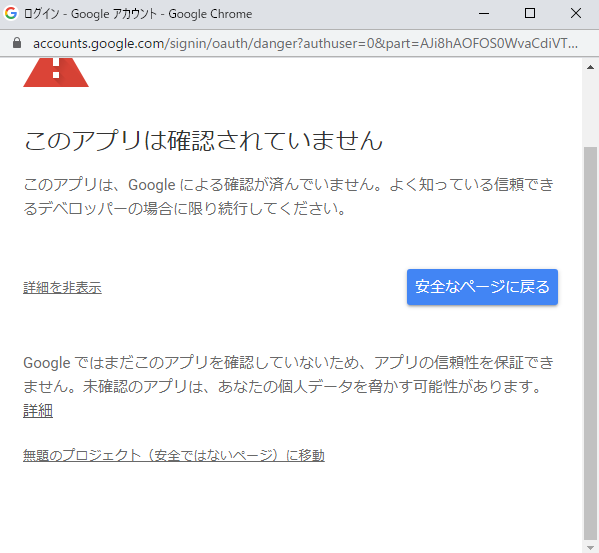 ログイン - Google アカウント - Google Chrome
accounts.google.com/signin/oauth/danger?authuser=0&part=AJi8hAOFOS0WvaCdiVT...
このアプリは確認されていません
このアプリは、Google による確認が済んでいません。よく知っている信頼でき
るデベロッパーの場合に限り続行してください。
詳細を非表示
安全なページに戻る
Google ではまだこのアプリを確認していないため、アプリの信頼性を保証でき
ません。未確認のアプリは、あなたの個人データを脅かす可能性があります。
詳細
無題のプロジェクト（安全ではないページ）に移動